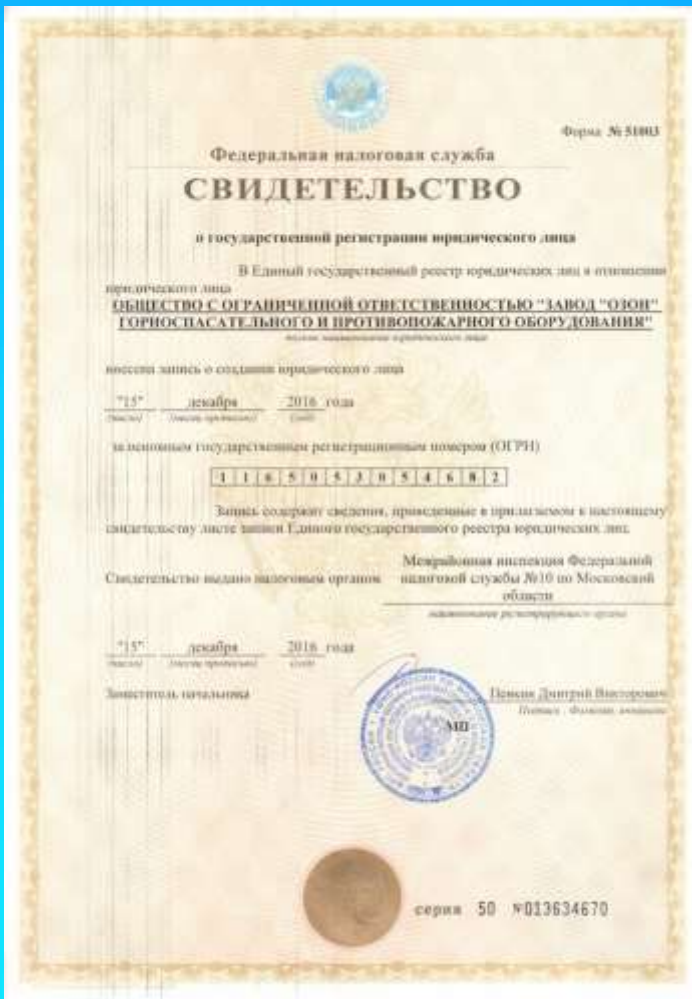 Форма № 51003
Федеральная налоговая служба
СВИДЕТЕЛЬСТВО
о государственной регистрации юридического лица
В Единый государственный реестр юридических лиц в отношении
юридического лица
ОБЩЕСТВО С ОГРАНИЧЕННОЙ ОТВЕТСТВЕННОСТЬЮ "ЗАВОД "ОЗОН"
ГОРНОСПАСАТЕЛЬНОГО И ПРОТИВОПОЖАРНОГО ОБОРУДОВАНИЯ"
полное наименование юридического лица
внесена запись о создании юридического лица
"15" декабря 2016 года
(число) (месяц прописью) (год)
за основным государственным регистрационным номером (ОГРН)
1 1 6 5 0 5 3 0 5 4 6 8 2
Запись содержит сведения, приведенные в прилагаемом к настоящему
свидетельству листе записи Единого государственного реестра юридических лиц.
Свидетельство выдано налоговым органом
Межрайонная инспекция Федеральной
налоговой службы №10 по Московской
области
наименование регистрирующего органа
"15" декабря 2016 года
(число) (месяц прописью) (год)
Заместитель начальника
Дмитрий Викторович
Подпись, Фамилия, инициалы
МП
серия 50 №013634670